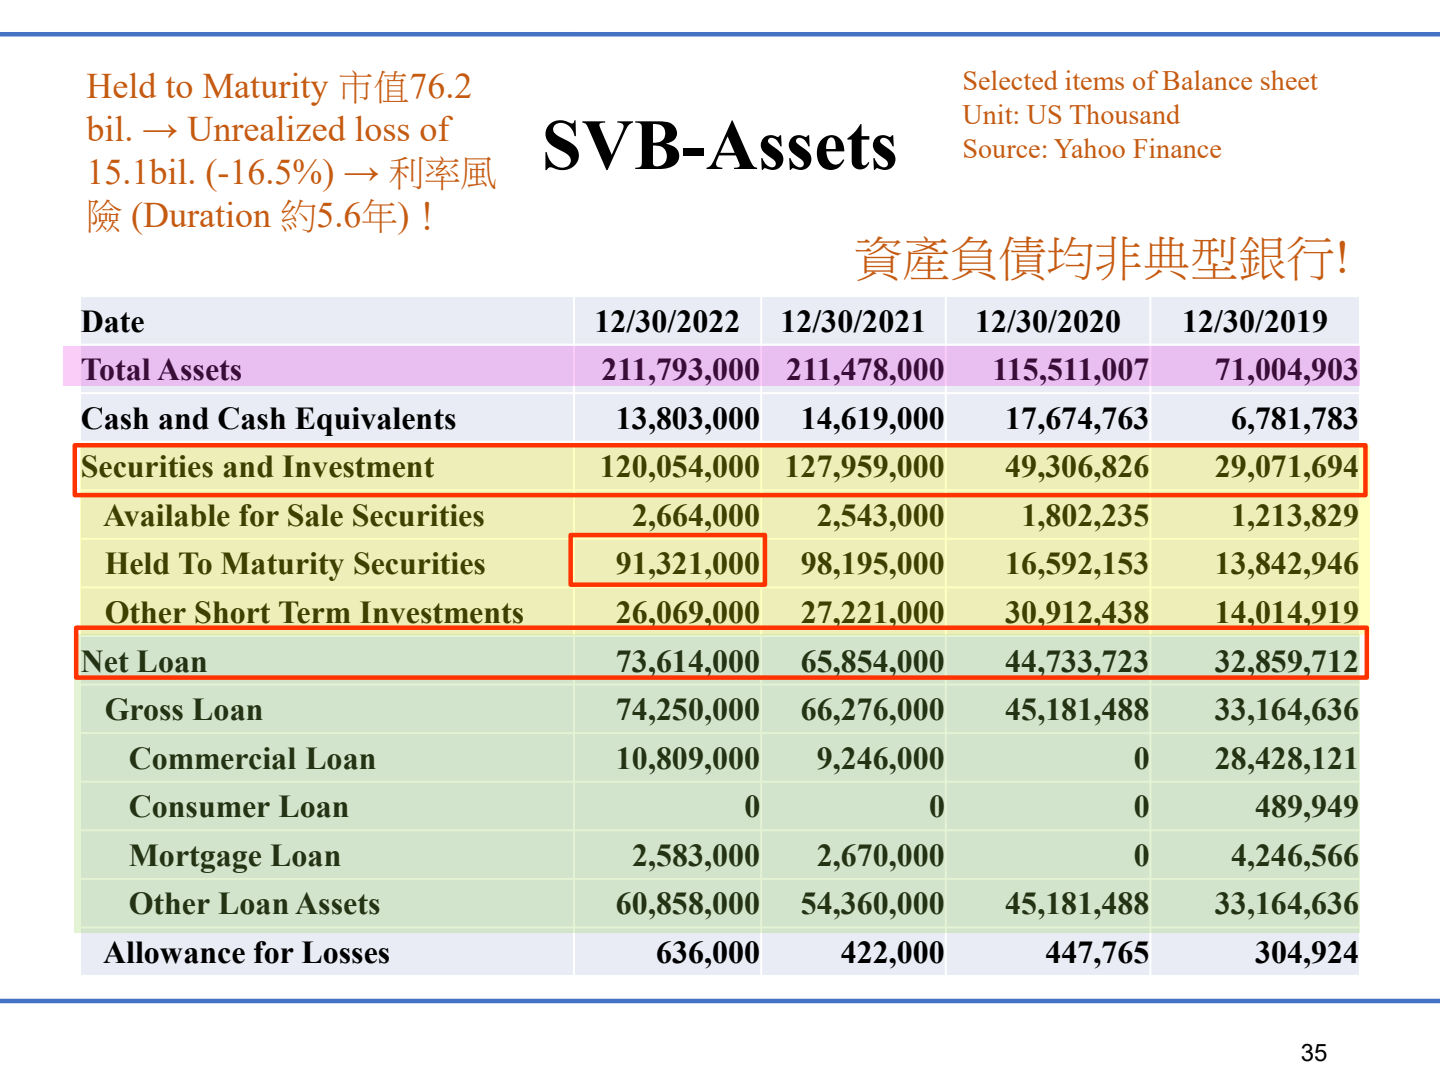 Held to Maturity 市值76.2
bil. → Unrealized loss of
15.1bil. (-16.5%) → 利率風
險 (Duration 約5.6年)！
SVB-Assets
Selected items of Balance sheet
Unit: US Thousand
Source: Yahoo Finance
資產負債均非典型銀行!
Date 12/30/2022 12/30/2021 12/30/2020 12/30/2019
Total Assets 211,793,000 211,478,000 115,511,007 71,004,903
Cash and Cash Equivalents 13,803,000 14,619,000 17,674,763 6,781,783
Securities and Investment 120,054,000 127,959,000 49,306,826 29,071,694
Available for Sale Securities 2,664,000 2,543,000 1,802,235 1,213,829
Held To Maturity Securities 91,321,000 98,195,000 16,592,153 13,842,946
Other Short Term Investments 26,069,000 27,221,000 30,912,438 14,014,919
Net Loan 73,614,000 65,854,000 44,733,723 32,859,712
Gross Loan 74,250,000 66,276,000 45,181,488 33,164,636
Commercial Loan 10,809,000 9,246,000 0 28,428,121
Consumer Loan 0 0 0 489,949
Mortgage Loan 2,583,000 2,670,000 0 4,246,566
Other Loan Assets 60,858,000 54,360,000 45,181,488 33,164,636
Allowance for Losses 636,000 422,000 447,765 304,924
35